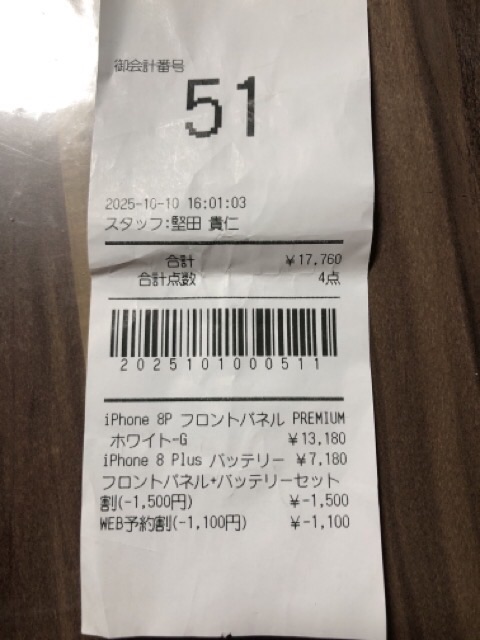 御会計番号
51
2025-10-10 16:01:03
スタッフ:堅田 貴仁
合計 ¥17,760
合計点数 4点
2025101000511
iPhone 8P フロントパネル PREMIUM
ホワイト-G ¥13,180
iPhone 8 Plus バッテリー ¥7,180
フロントパネル+バッテリーセット
割(-1,500円) ¥-1,500
WEB予約割(-1,100円) ¥-1,100